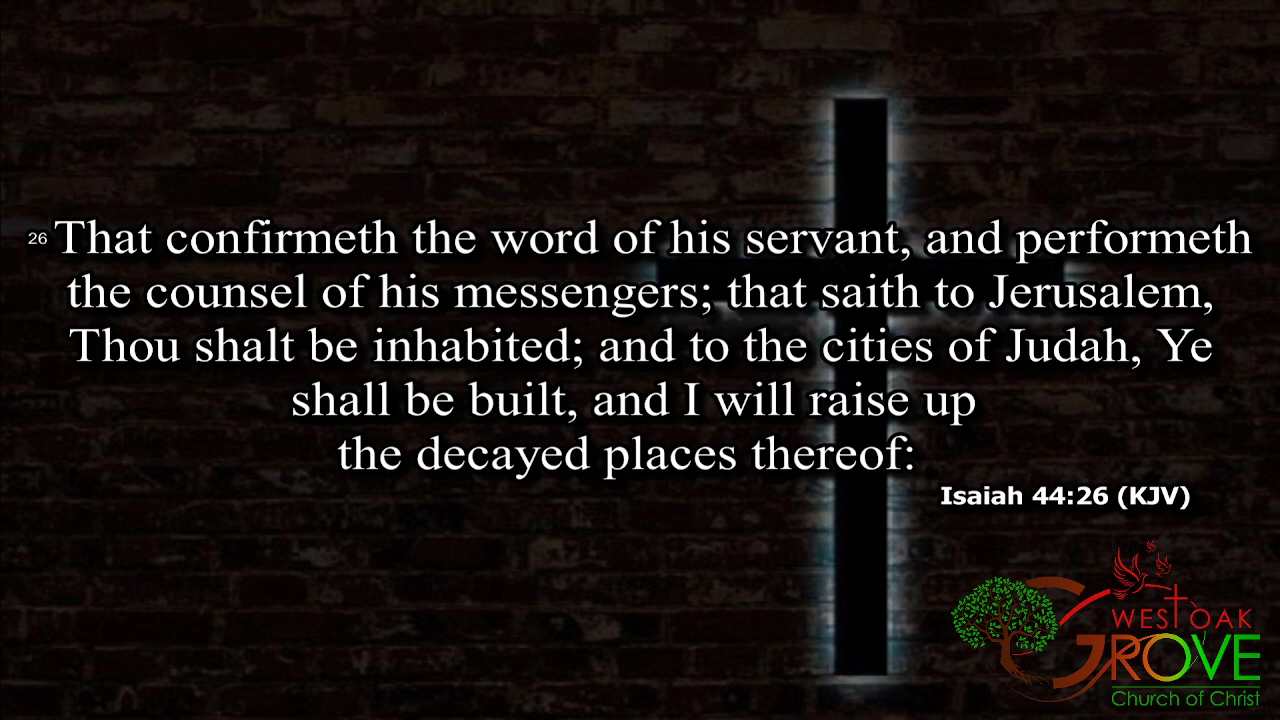 26 That confirmeth the word of his servant, and performeth
the counsel of his messengers; that saith to Jerusalem,
Thou shalt be inhabited; and to the cities of Judah, Ye
shall be built, and I will raise up
the decayed places thereof:
Isaiah 44:26 (KJV)
WEST OAK
GROVE
Church of Christ